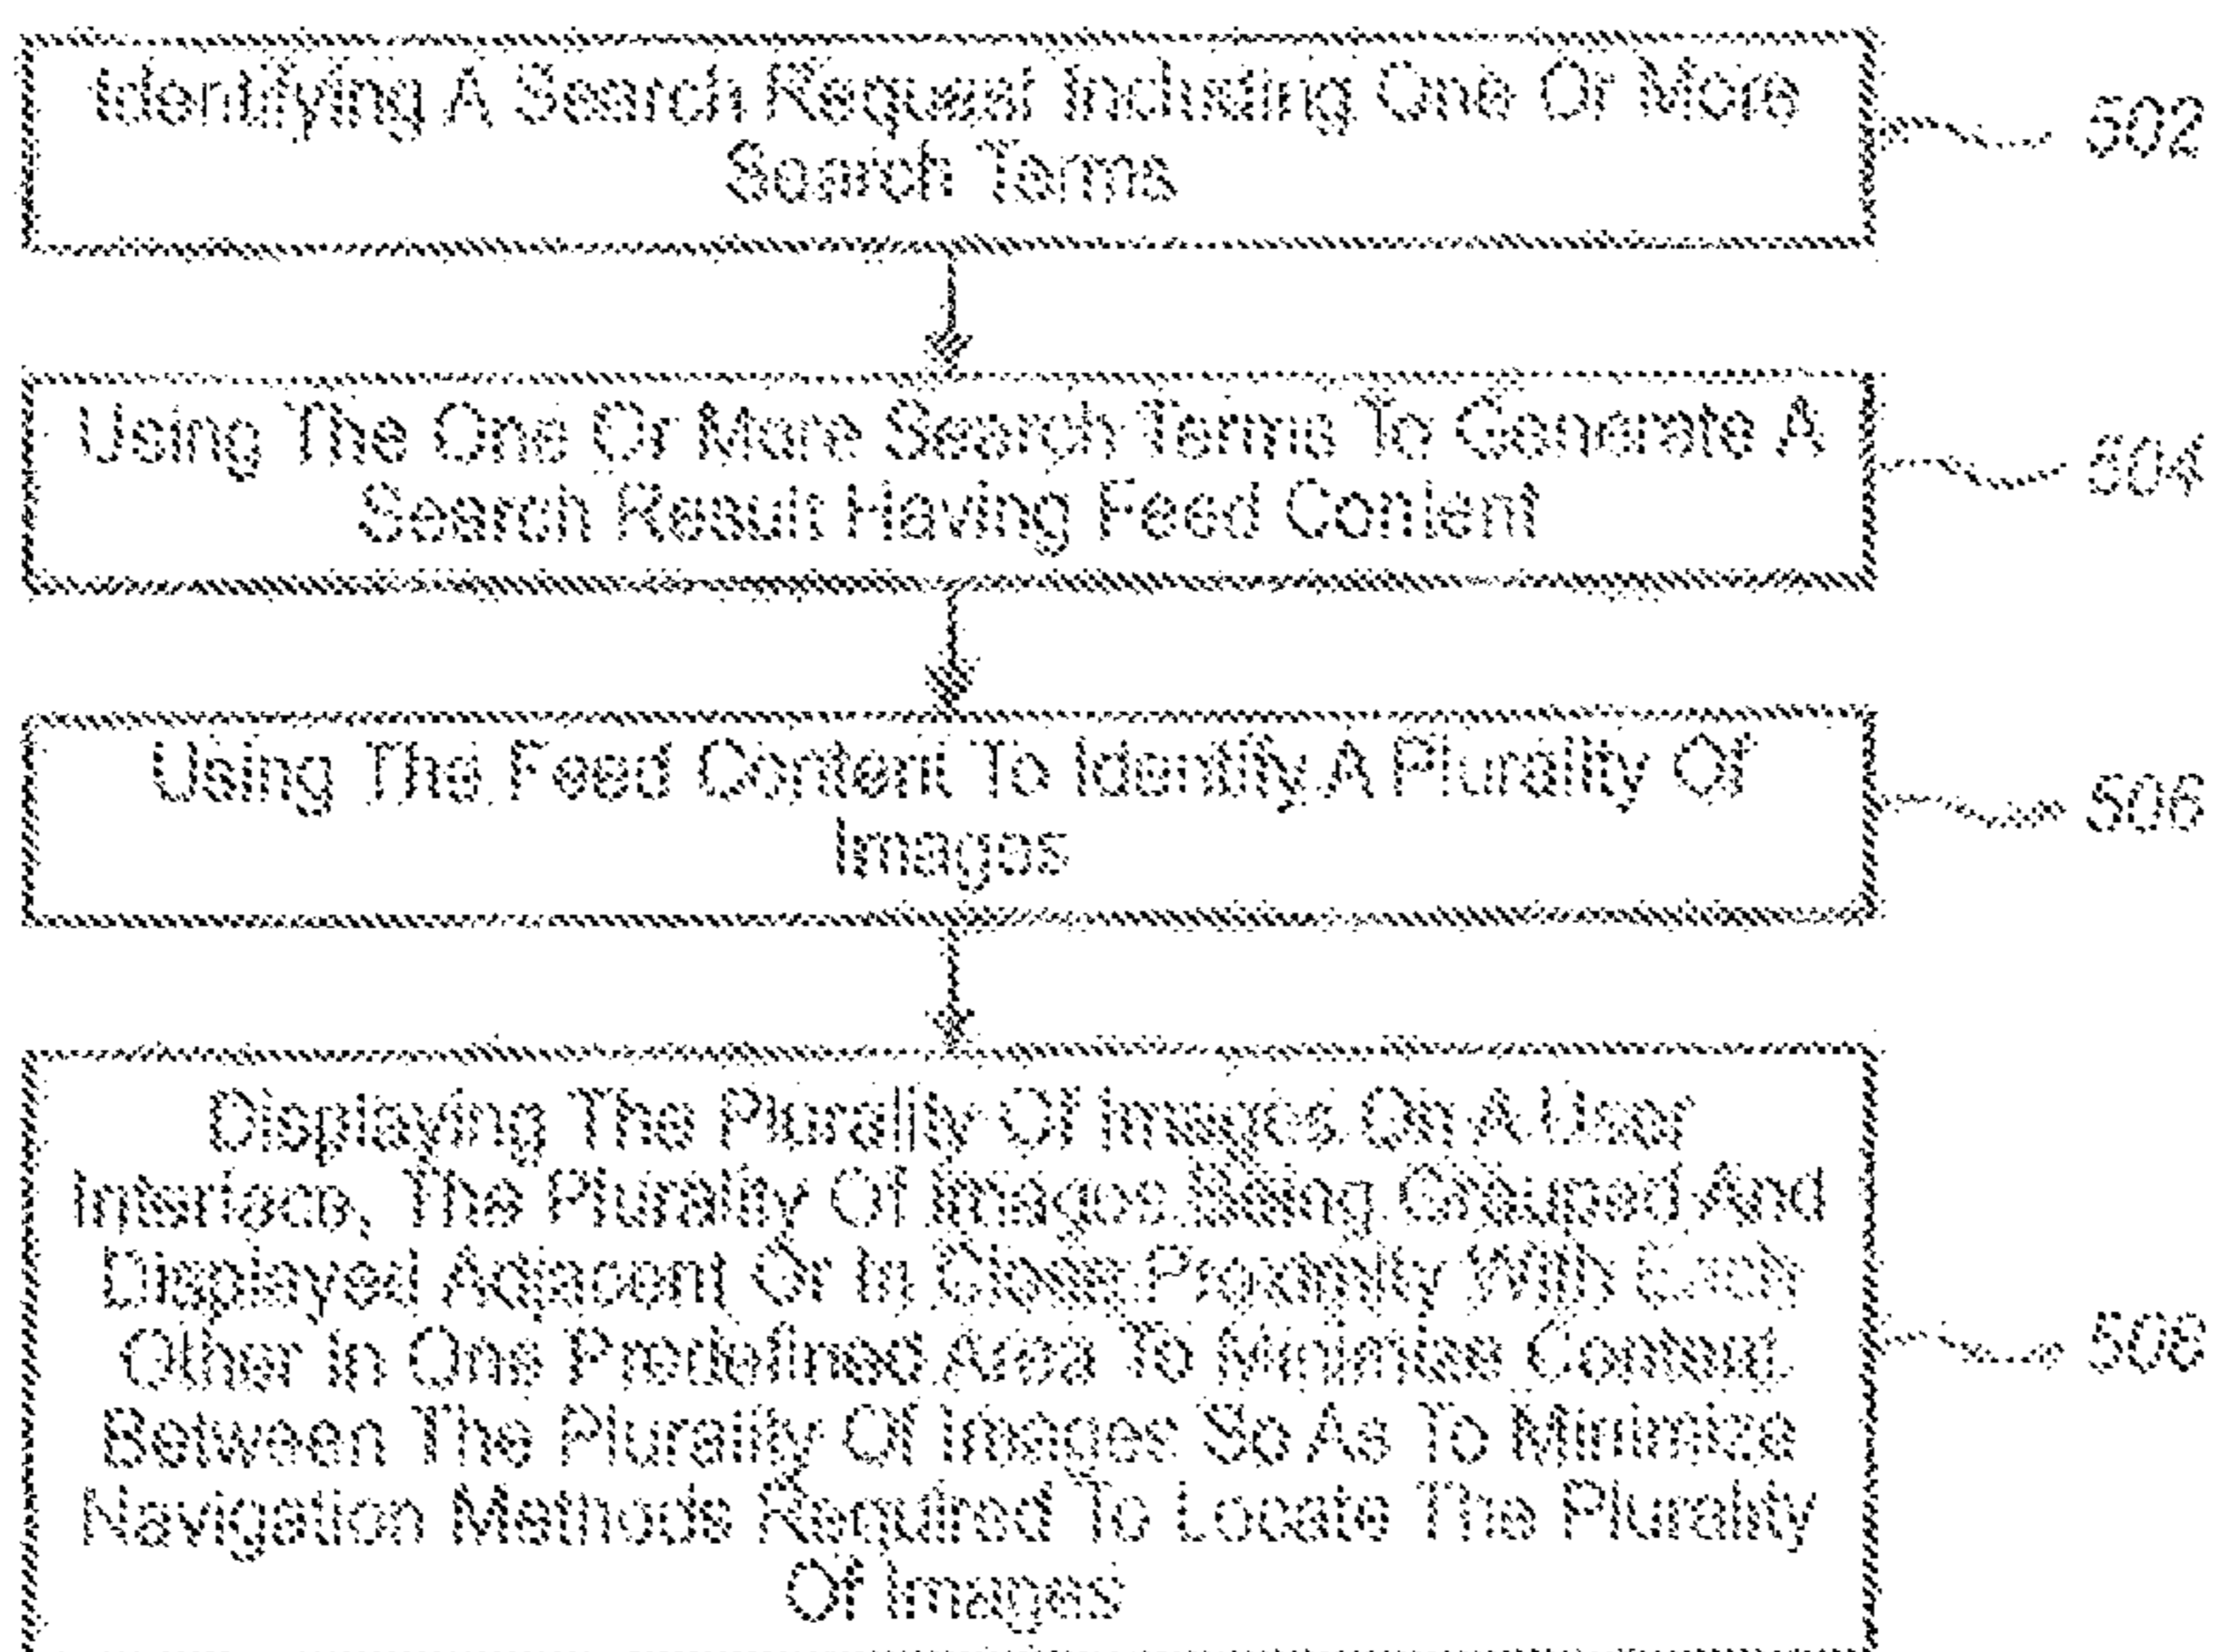 Identifying A Search Request Including One Or More
Search Terms
502
Using The One Or More Search Terms To Generate A
Search Result Having Feed Content
504
Using The Feed Content To Identify A Plurality Of
Images
506
Displaying The Plurality Of Images On A User
Interface, The Plurality Of Images Being Grouped And
Displayed Adjacent Or In Close Proximity With Each
Other In One Predefined Area To Minimize Content
Between The Plurality Of Images So As To Minimize
Navigation Methods Required To Locate The Plurality
Of Images
508